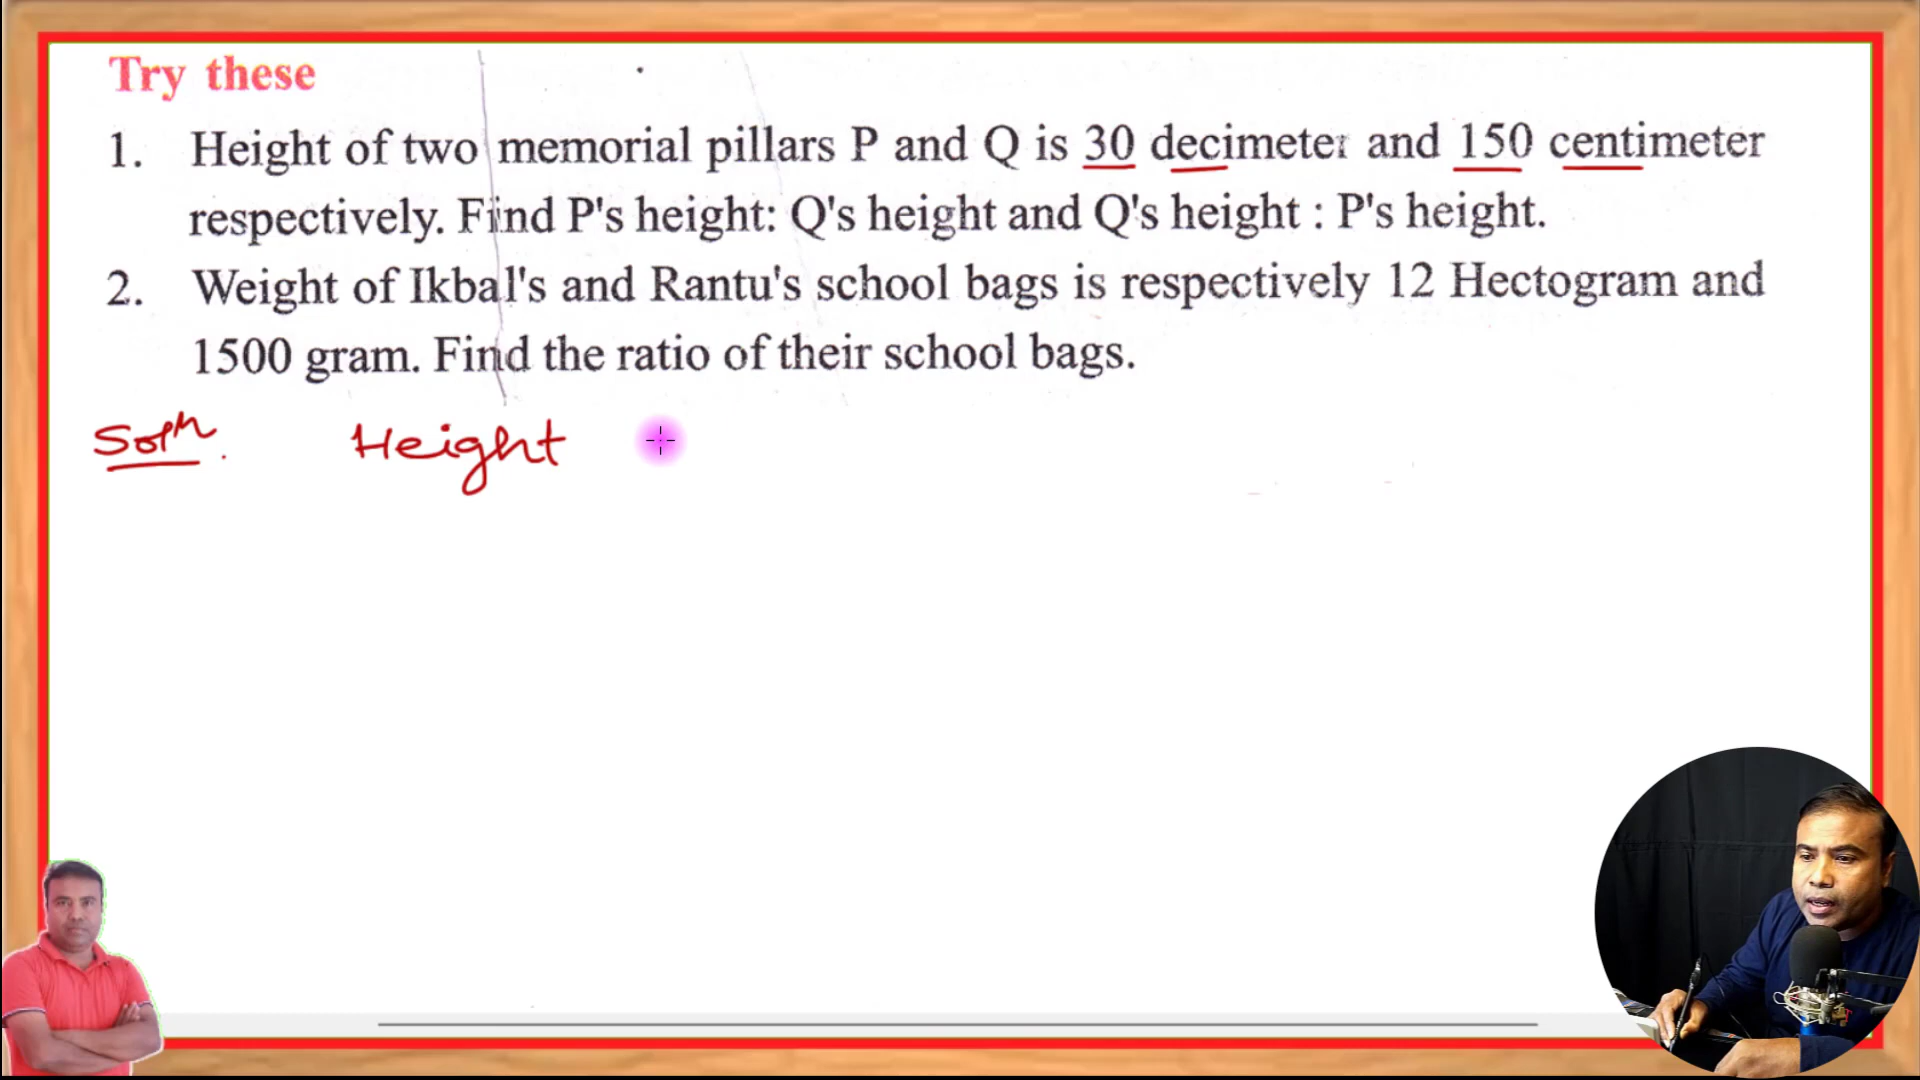 Try these
1. Height of two memorial pillars P and Q is 30 decimeter and 150 centimeter
respectively. Find P's height: Q's height and Q's height : P's height.
2. Weight of Ikbal's and Rantu's school bags is respectively 12 Hectogram and
1500 gram. Find the ratio of their school bags.
Soln. Height